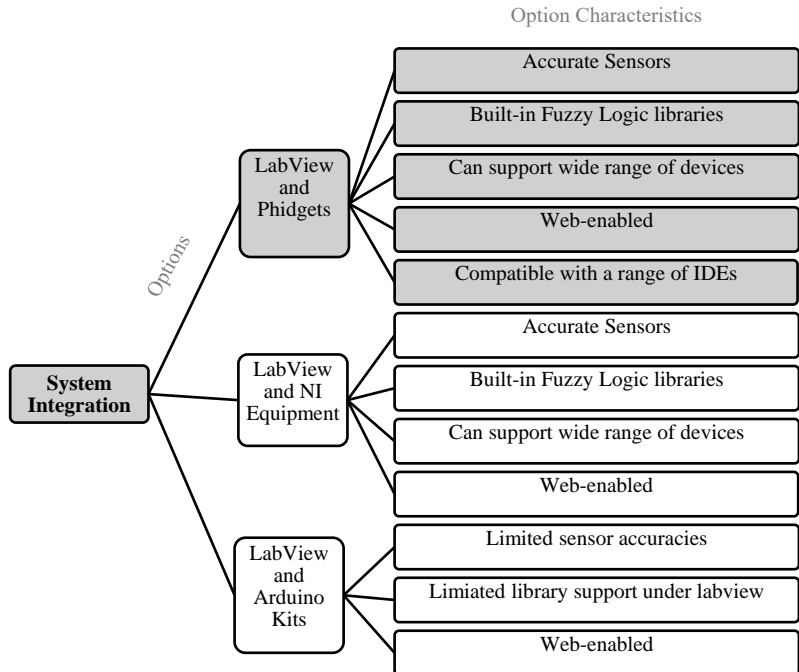 Option Characteristics
Options
System
Integration
LabView
and
Phidgets
Accurate Sensors
Built-in Fuzzy Logic libraries
Can support wide range of devices
Web-enabled
Compatible with a range of IDEs
LabView
and NI
Equipment
Accurate Sensors
Built-in Fuzzy Logic libraries
Can support wide range of devices
Web-enabled
LabView
and
Arduino
Kits
Limited sensor accuracies
Limiated library support under labview
Web-enabled